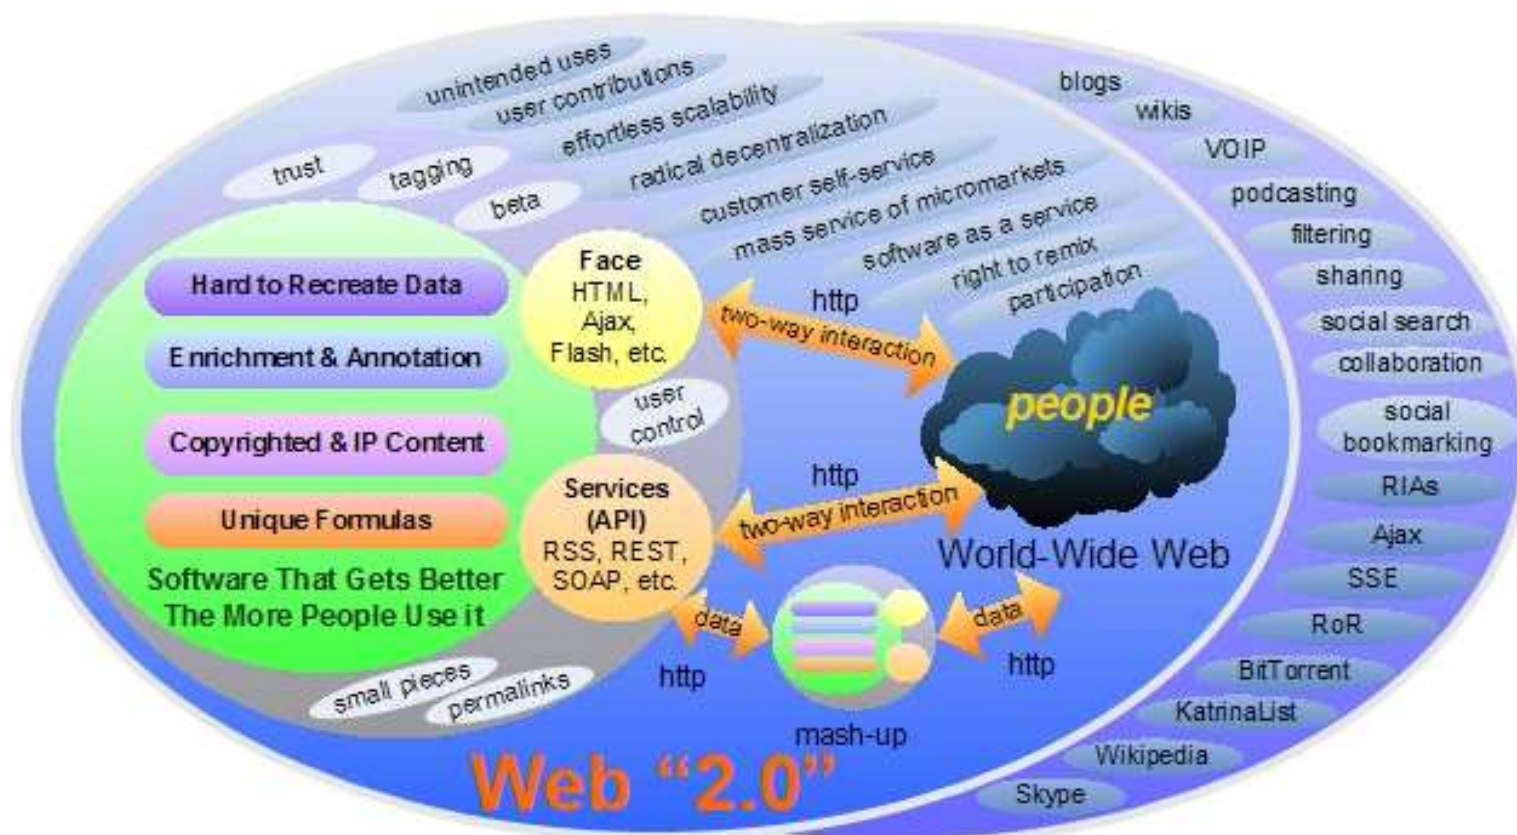 unintended uses
user contributions
effortless scalability
radical decentralization
customer self-service
mass service of micromarkets
software as a service
right to remix
participation
trust
tagging
beta
Hard to Recreate Data
Enrichment & Annotation
Copyrighted & IP Content
Unique Formulas
Software That Gets Better
The More People Use it
Face
HTML,
Ajax,
Flash, etc.
user
control
Services
(API)
RSS, REST,
SOAP, etc.
small pieces
permalinks
http
two-way interaction
people
http
two-way interaction
World-Wide Web
data
http
data
http
mash-up
Web “2.0”
blogs
wikis
VOIP
podcasting
filtering
sharing
social search
collaboration
social
bookmarking
RIAs
Ajax
SSE
RoR
BitTorrent
KatrinaList
Wikipedia
Skype